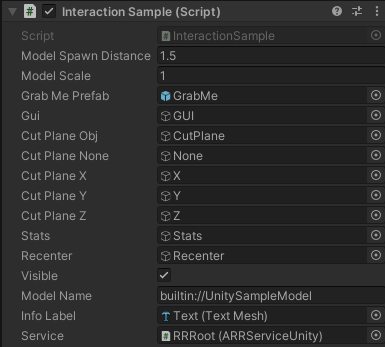 Interaction Sample (Script)
Script InteractionSample
Model Spawn Distance 1.5
Model Scale 1
Grab Me Prefab GrabMe
Gui GUI
Cut Plane Obj CutPlane
Cut Plane None None
Cut Plane X X
Cut Plane Y Y
Cut Plane Z Z
Stats Stats
Recenter Recenter
Visible
Model Name builtin://UnitySampleModel
Info Label Text (Text Mesh)
Service RRRoot (ARRServiceUnity)